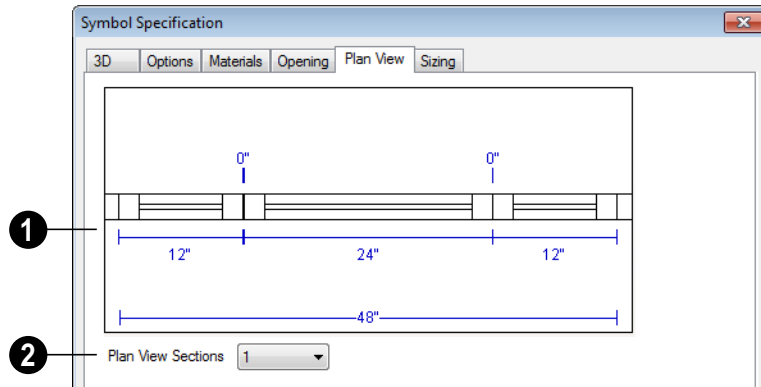 Symbol Specification
3D Options Materials Opening Plan View Sizing
0" 0"
1
12" 24" 12"
48"
2 Plan View Sections 1